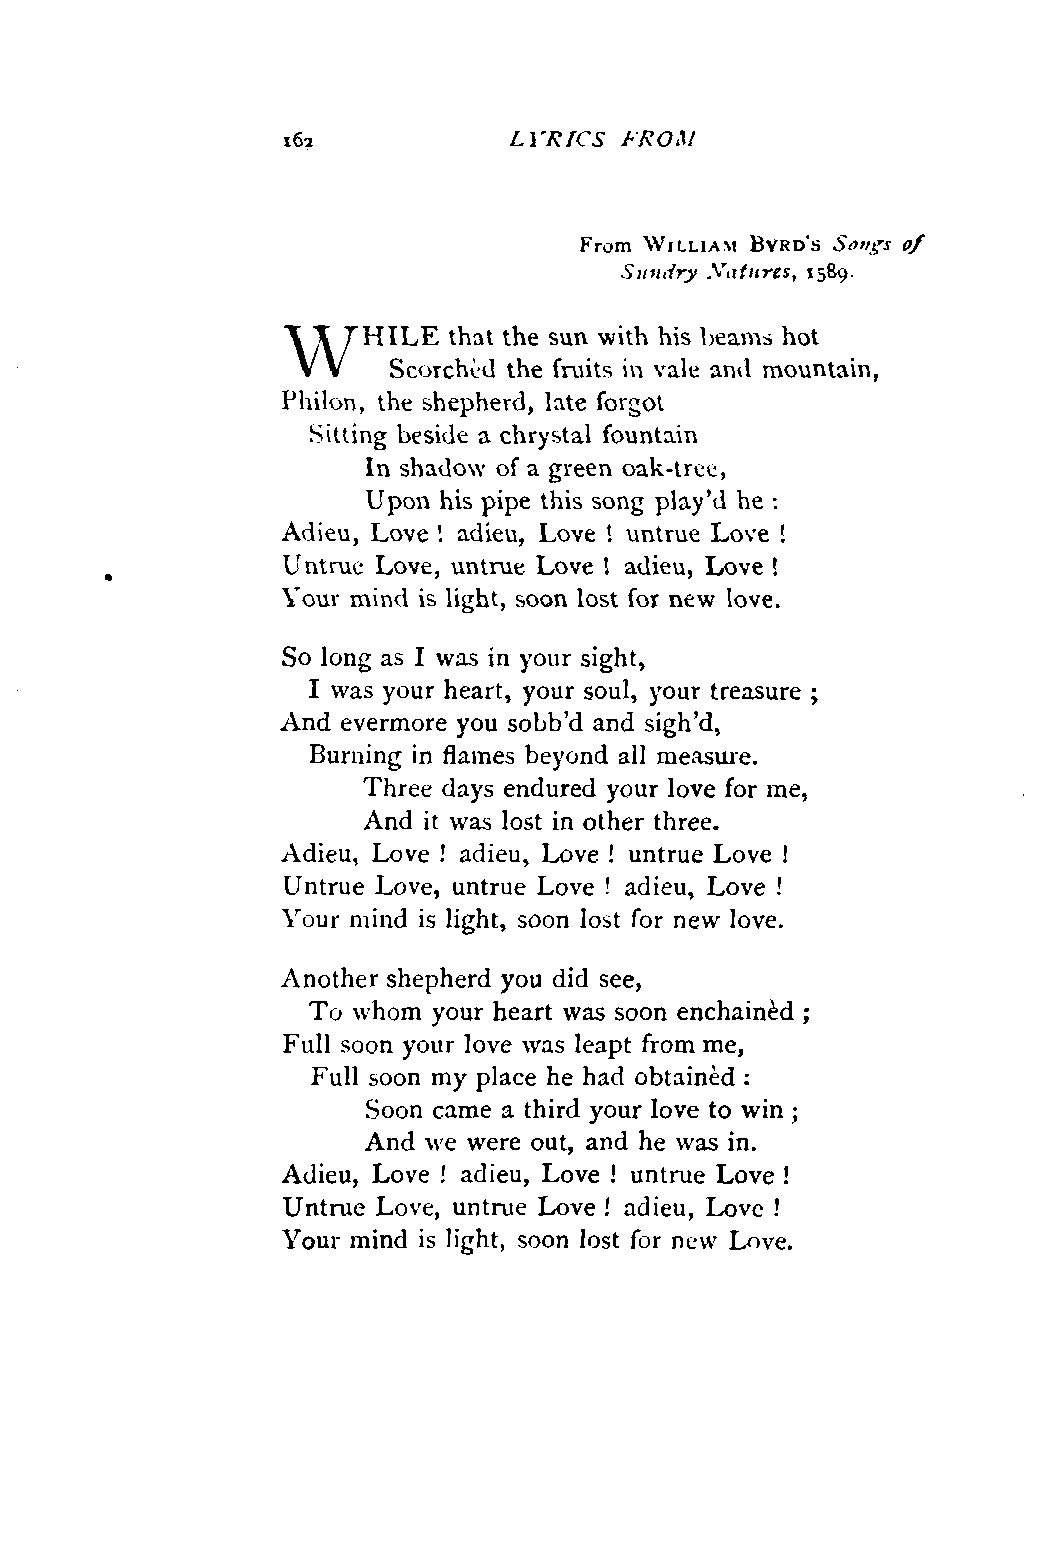 162 LYRICS FROM
From WILLIAM BYRD'S Songs of
Sundry Natures, 1589.
WHILE that the sun with his beams hot
Scorchèd the fruits in vale and mountain,
Philon, the shepherd, late forgot
Sitting beside a chrystal fountain
In shadow of a green oak-tree,
Upon his pipe this song play'd he :
Adieu, Love ! adieu, Love ! untrue Love !
Untrue Love, untrue Love ! adieu, Love !
Your mind is light, soon lost for new love.
So long as I was in your sight,
I was your heart, your soul, your treasure ;
And evermore you sobb'd and sigh'd,
Burning in flames beyond all measure.
Three days endured your love for me,
And it was lost in other three.
Adieu, Love ! adieu, Love ! untrue Love !
Untrue Love, untrue Love ! adieu, Love !
Your mind is light, soon lost for new love.
Another shepherd you did see,
To whom your heart was soon enchainèd ;
Full soon your love was leapt from me,
Full soon my place he had obtainèd :
Soon came a third your love to win ;
And we were out, and he was in.
Adieu, Love ! adieu, Love ! untrue Love !
Untrue Love, untrue Love ! adieu, Love !
Your mind is light, soon lost for new Love.